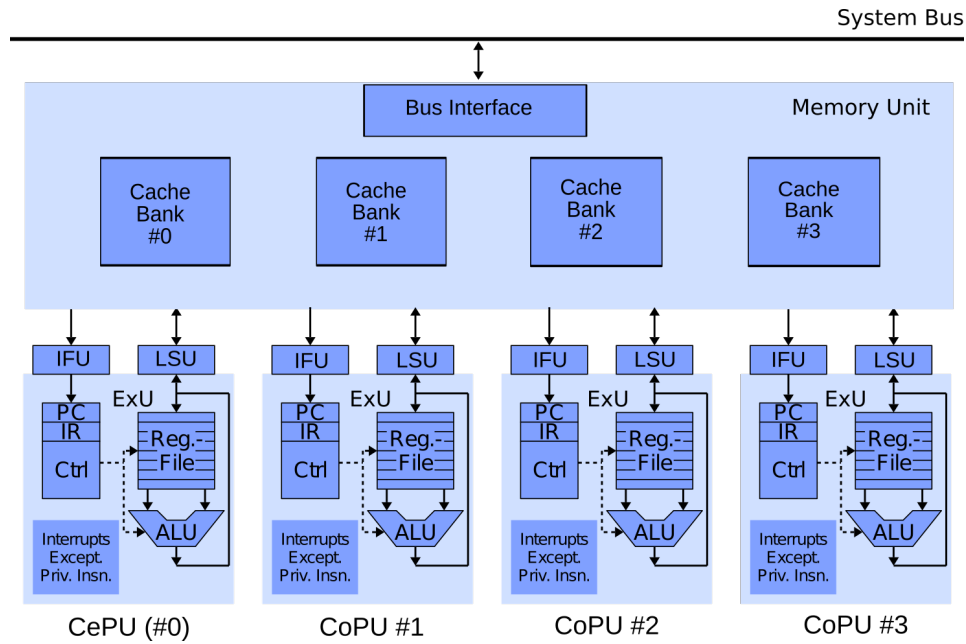 System Bus
Bus Interface
Memory Unit
Cache
Bank
#0
Cache
Bank
#1
Cache
Bank
#2
Cache
Bank
#3
IFU
LSU
IFU
LSU
IFU
LSU
IFU
LSU
ExU
PC
IR
Ctrl
Reg.-
File
ALU
Interrupts
Except.
Priv. Insn.
ExU
PC
IR
Ctrl
Reg.-
File
ALU
Interrupts
Except.
Priv. Insn.
ExU
PC
IR
Ctrl
Reg.-
File
ALU
Interrupts
Except.
Priv. Insn.
ExU
PC
IR
Ctrl
Reg.-
File
ALU
Interrupts
Except.
Priv. Insn.
CePU (#0)
CoPU #1
CoPU #2
CoPU #3